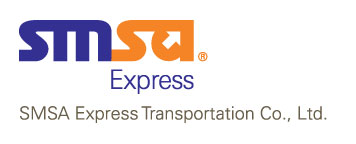 smsa®
Express
SMSA Express Transportation Co., Ltd.